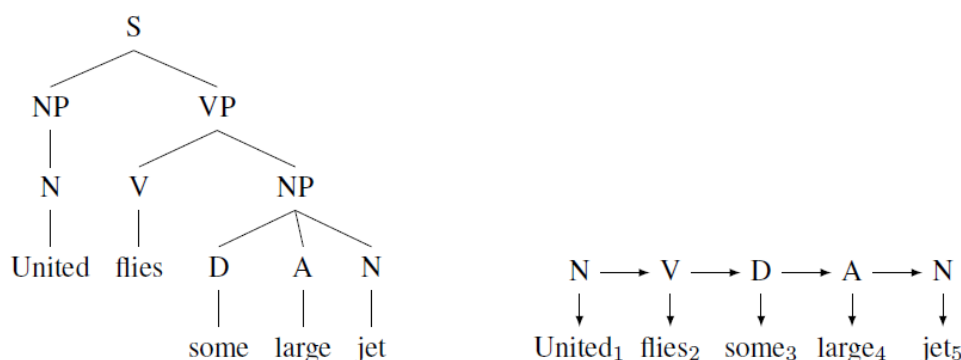 S
NP VP
N V NP
United flies D A N
some large jet
N V D A N
United₁ flies₂ some₃ large₄ jet₅